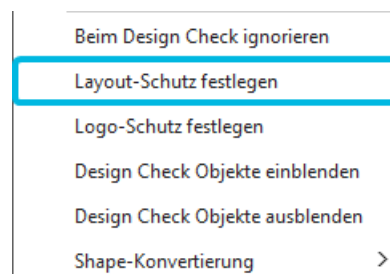 Beim Design Check ignorieren
Layout-Schutz festlegen
Logo-Schutz festlegen
Design Check Objekte einblenden
Design Check Objekte ausblenden
Shape-Konvertierung